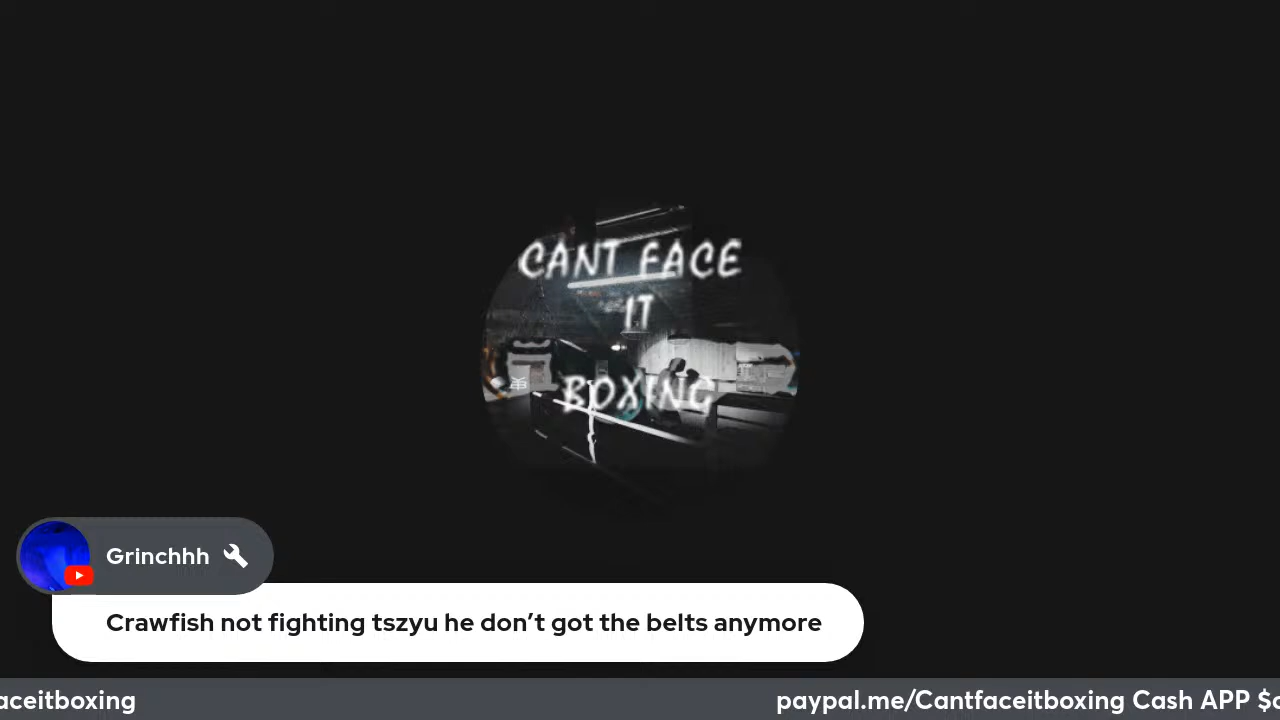 CANT FACE
IT
BOXING
Grinchhh
Crawfish not fighting tszyu he don’t got the belts anymore
aceitboxing
paypal.me/Cantfaceitboxing Cash APP $c